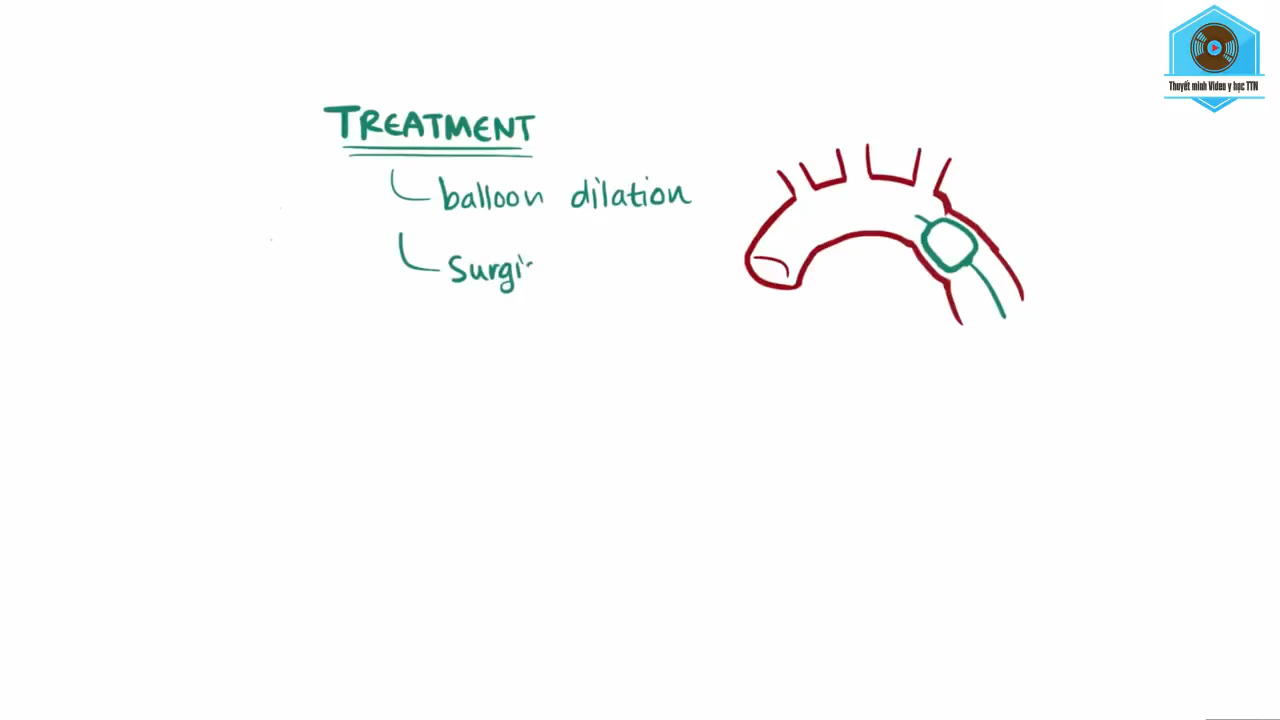 TREATMENT
balloon dilation
Surgi
Thuyết minh Video y học TTN